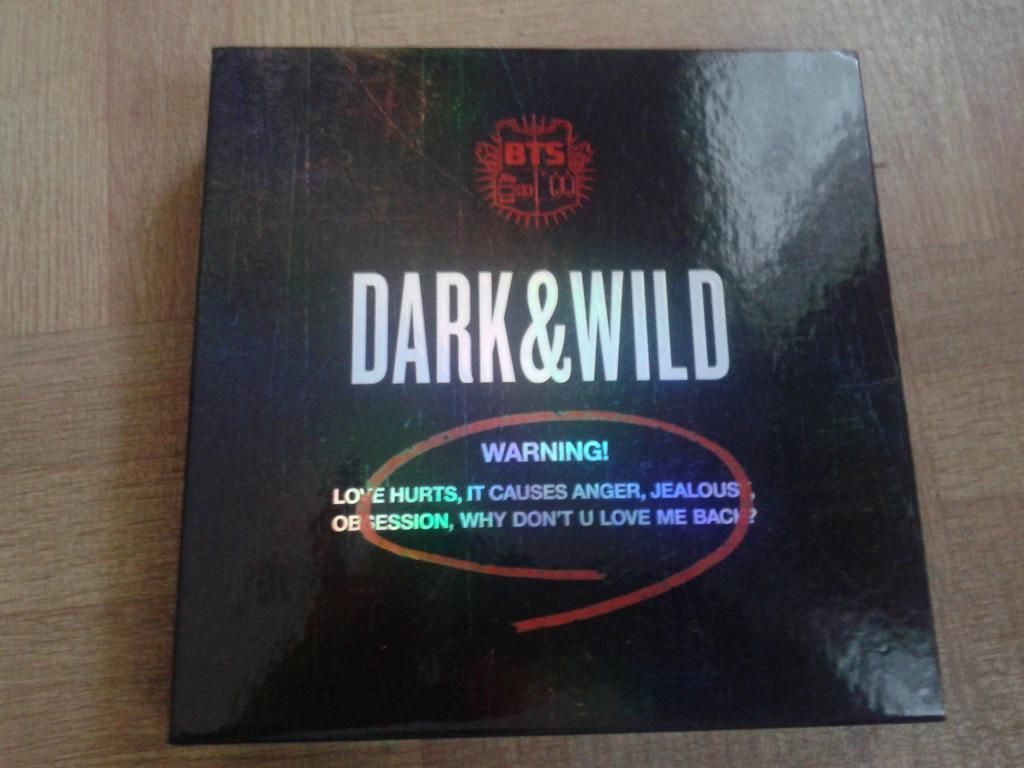 BTS
DARK&WILD
WARNING!
LOVE HURTS, IT CAUSES ANGER, JEALOUSY,
OBSESSION, WHY DON'T U LOVE ME BACK?